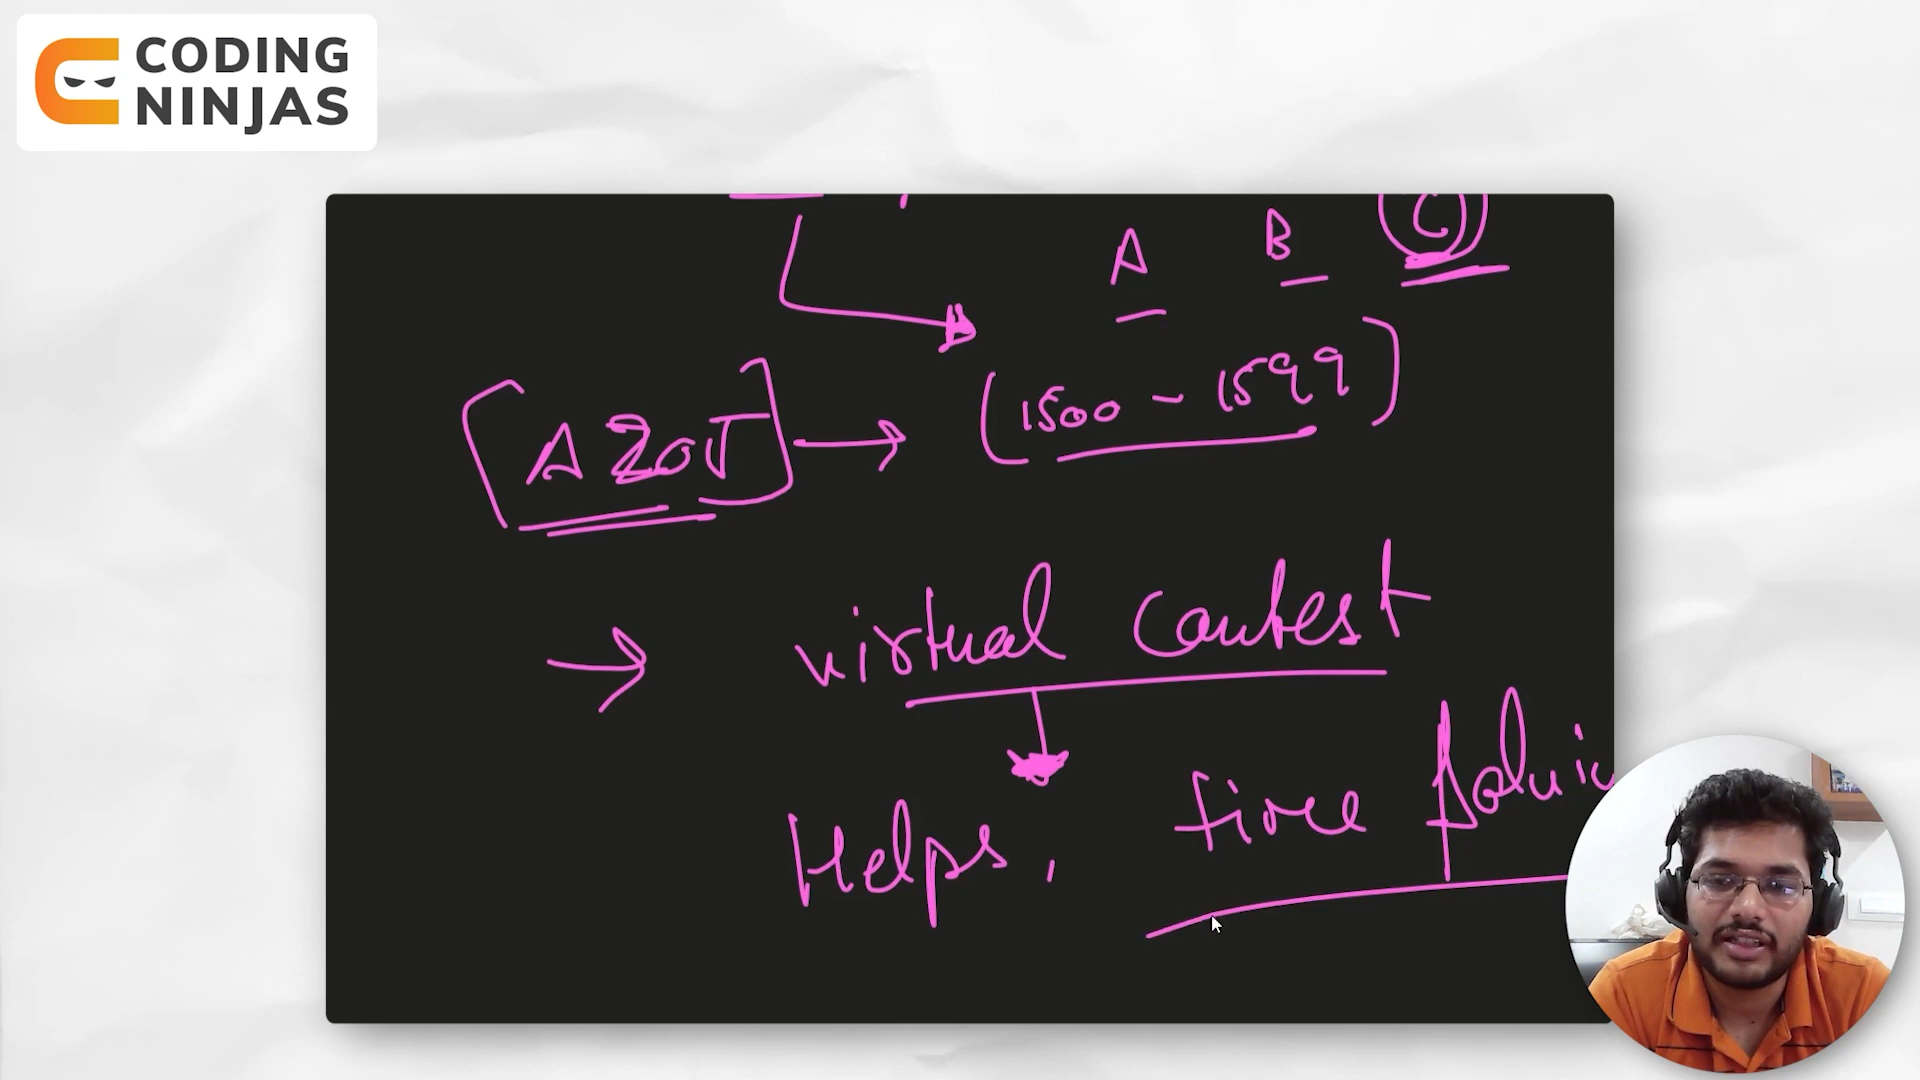 CODING
NINJAS
A B C
(1500 - 1599)
[A2OJ] →
→ virtual contest
Helps, time